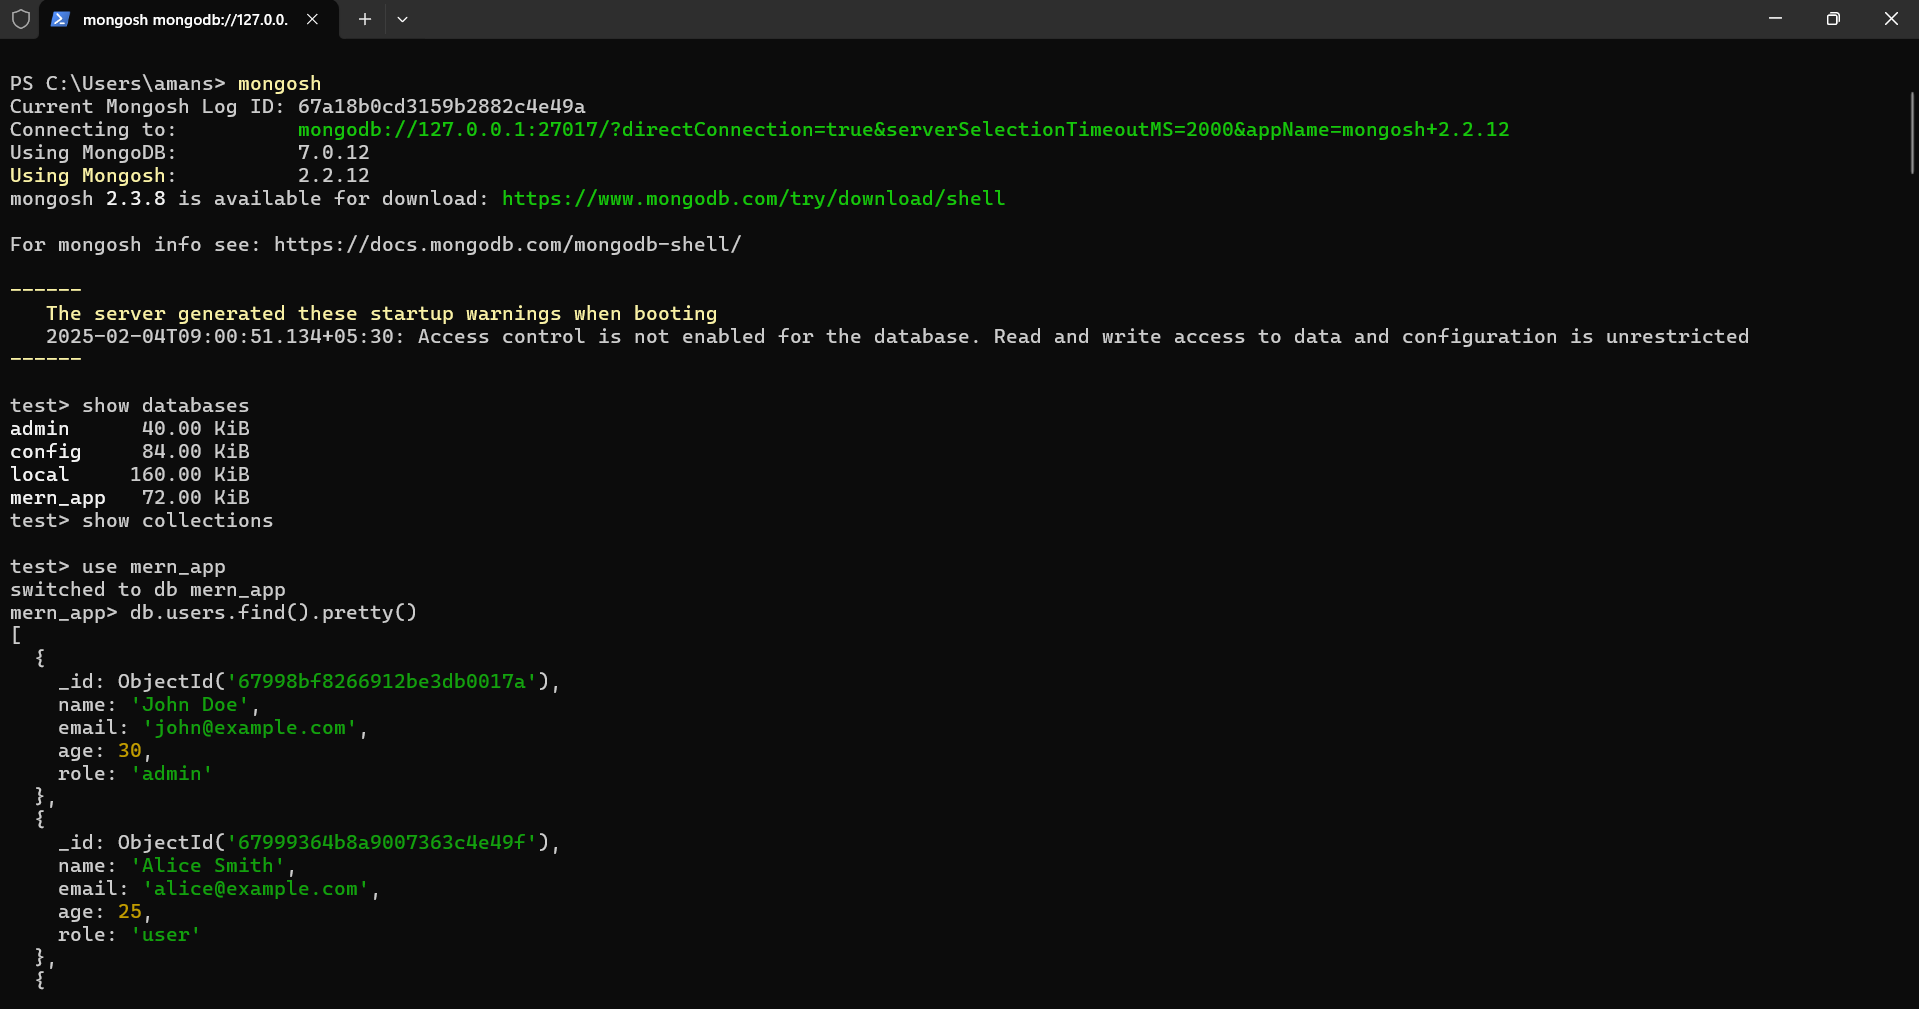 mongosh mongodb://127.0.0.
PS C:\Users\amans> mongosh
Current Mongosh Log ID: 67a18b0cd3159b2882c4e49a
Connecting to:          mongodb://127.0.0.1:27017/?directConnection=true&serverSelectionTimeoutMS=2000&appName=mongosh+2.2.12
Using MongoDB:          7.0.12
Using Mongosh:          2.2.12
mongosh 2.3.8 is available for download: https://www.mongodb.com/try/download/shell
For mongosh info see: https://docs.mongodb.com/mongodb-shell/
------
   The server generated these startup warnings when booting
   2025-02-04T09:00:51.134+05:30: Access control is not enabled for the database. Read and write access to data and configuration is unrestricted
------
test> show databases
admin      40.00 KiB
config     84.00 KiB
local     160.00 KiB
mern_app   72.00 KiB
test> show collections
test> use mern_app
switched to db mern_app
mern_app> db.users.find().pretty()
[
  {
    _id: ObjectId('67998bf8266912be3db0017a'),
    name: 'John Doe',
    email: 'john@example.com',
    age: 30,
    role: 'admin'
  },
  {
    _id: ObjectId('67999364b8a9007363c4e49f'),
    name: 'Alice Smith',
    email: 'alice@example.com',
    age: 25,
    role: 'user'
  },
  {